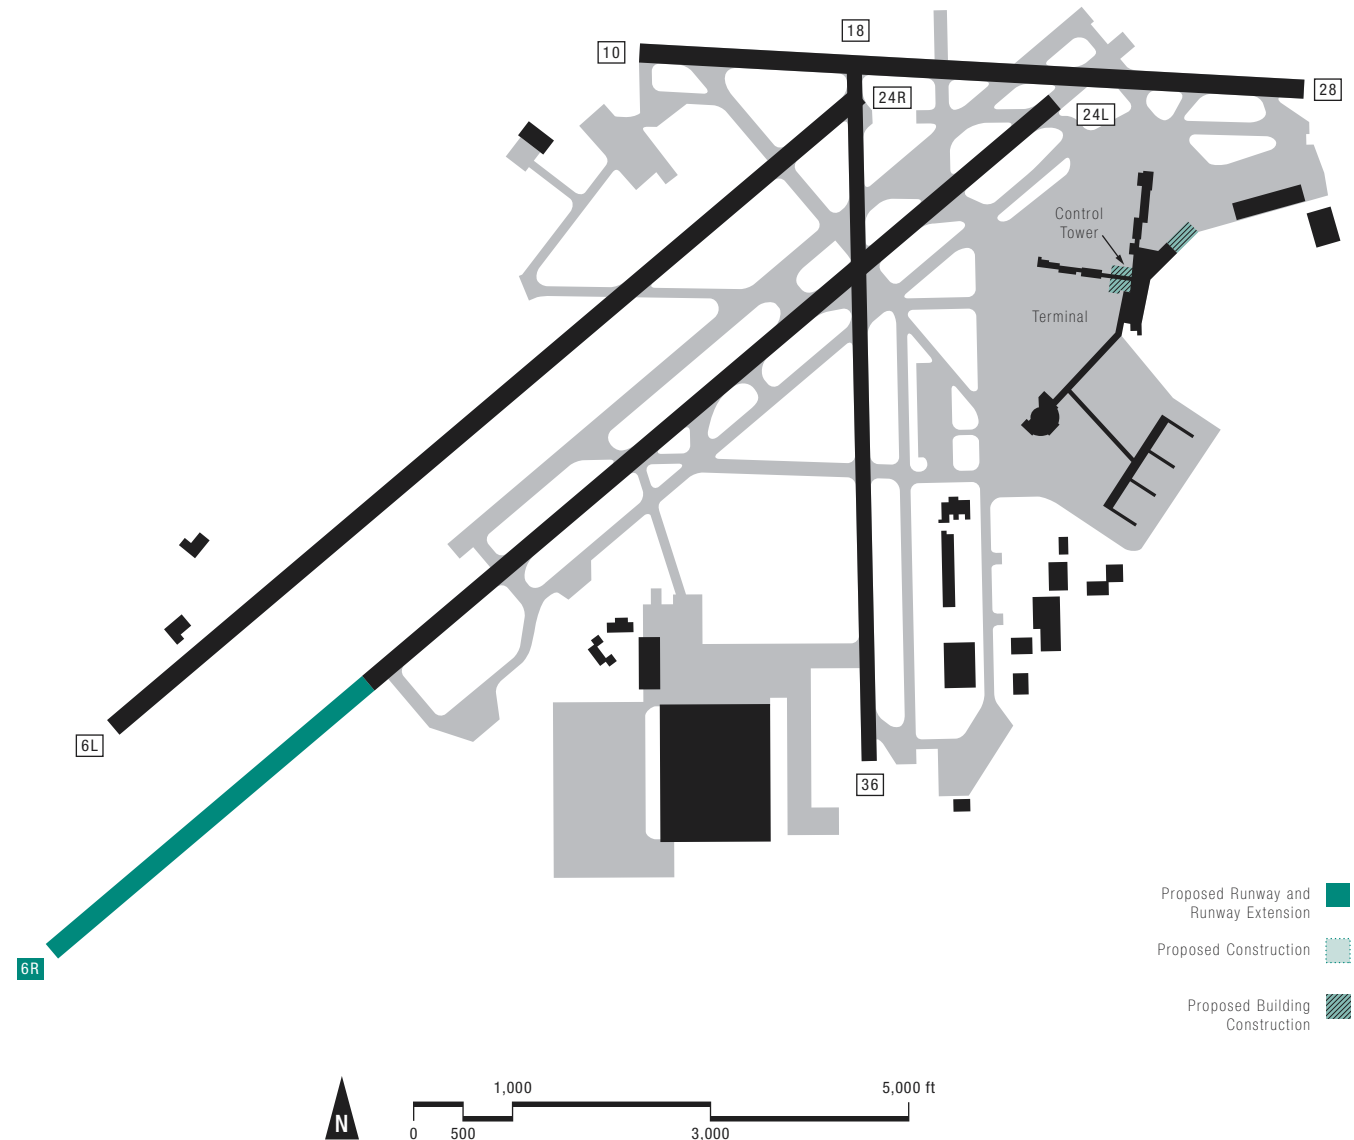 18
10
28
24R
24L
Control
Tower
Terminal
6L
36
Proposed Runway and
Runway Extension
Proposed Construction
6R
Proposed Building
Construction
1,000
5,000 ft
N
0
500
3,000